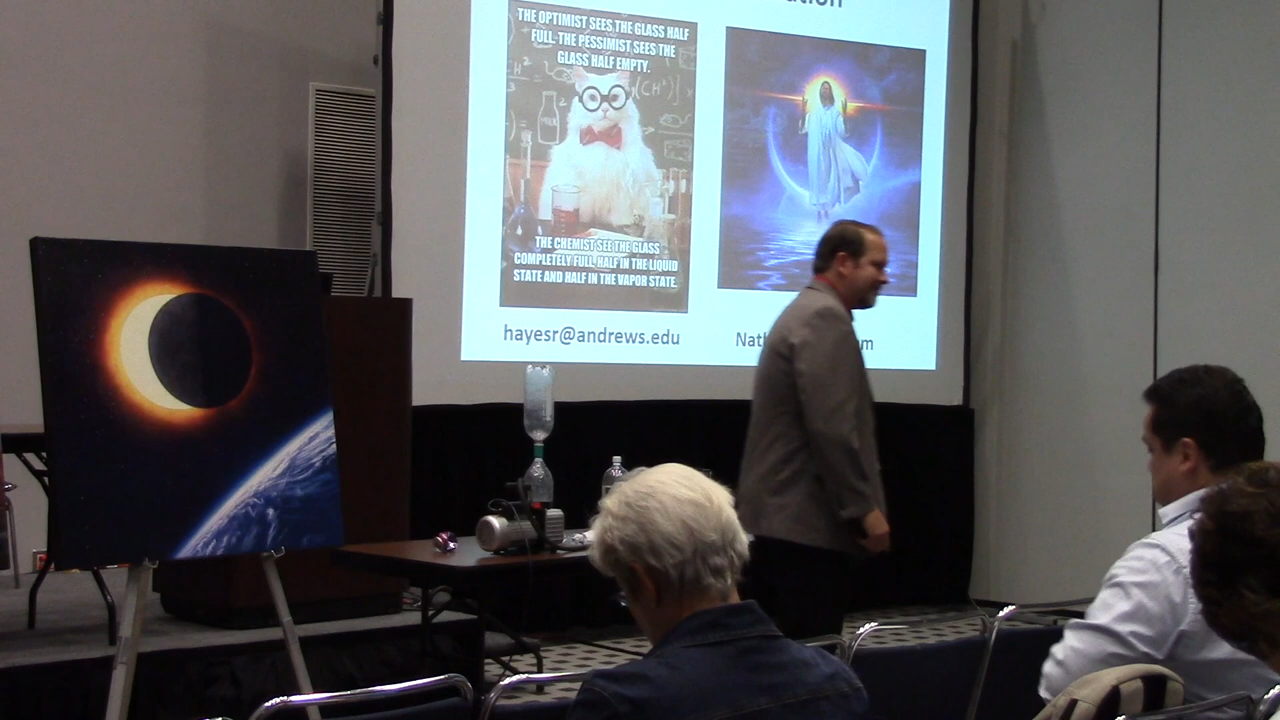 THE OPTIMIST SEES THE GLASS HALF
FULL. THE PESSIMIST SEES THE
GLASS HALF EMPTY.
THE CHEMIST SEE THE GLASS
COMPLETELY FULL, HALF IN THE LIQUID
STATE AND HALF IN THE VAPOR STATE.
hayesr@andrews.edu